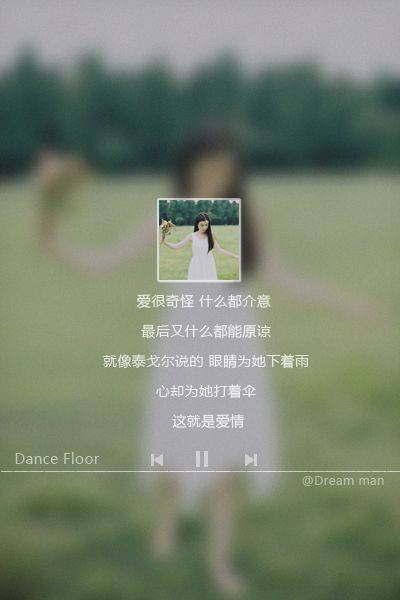 爱很奇怪 什么都介意
最后又什么都能原谅
就像泰戈尔说的 眼睛为她下着雨
心却为她打着伞
这就是爱情
Dance Floor
@Dream man